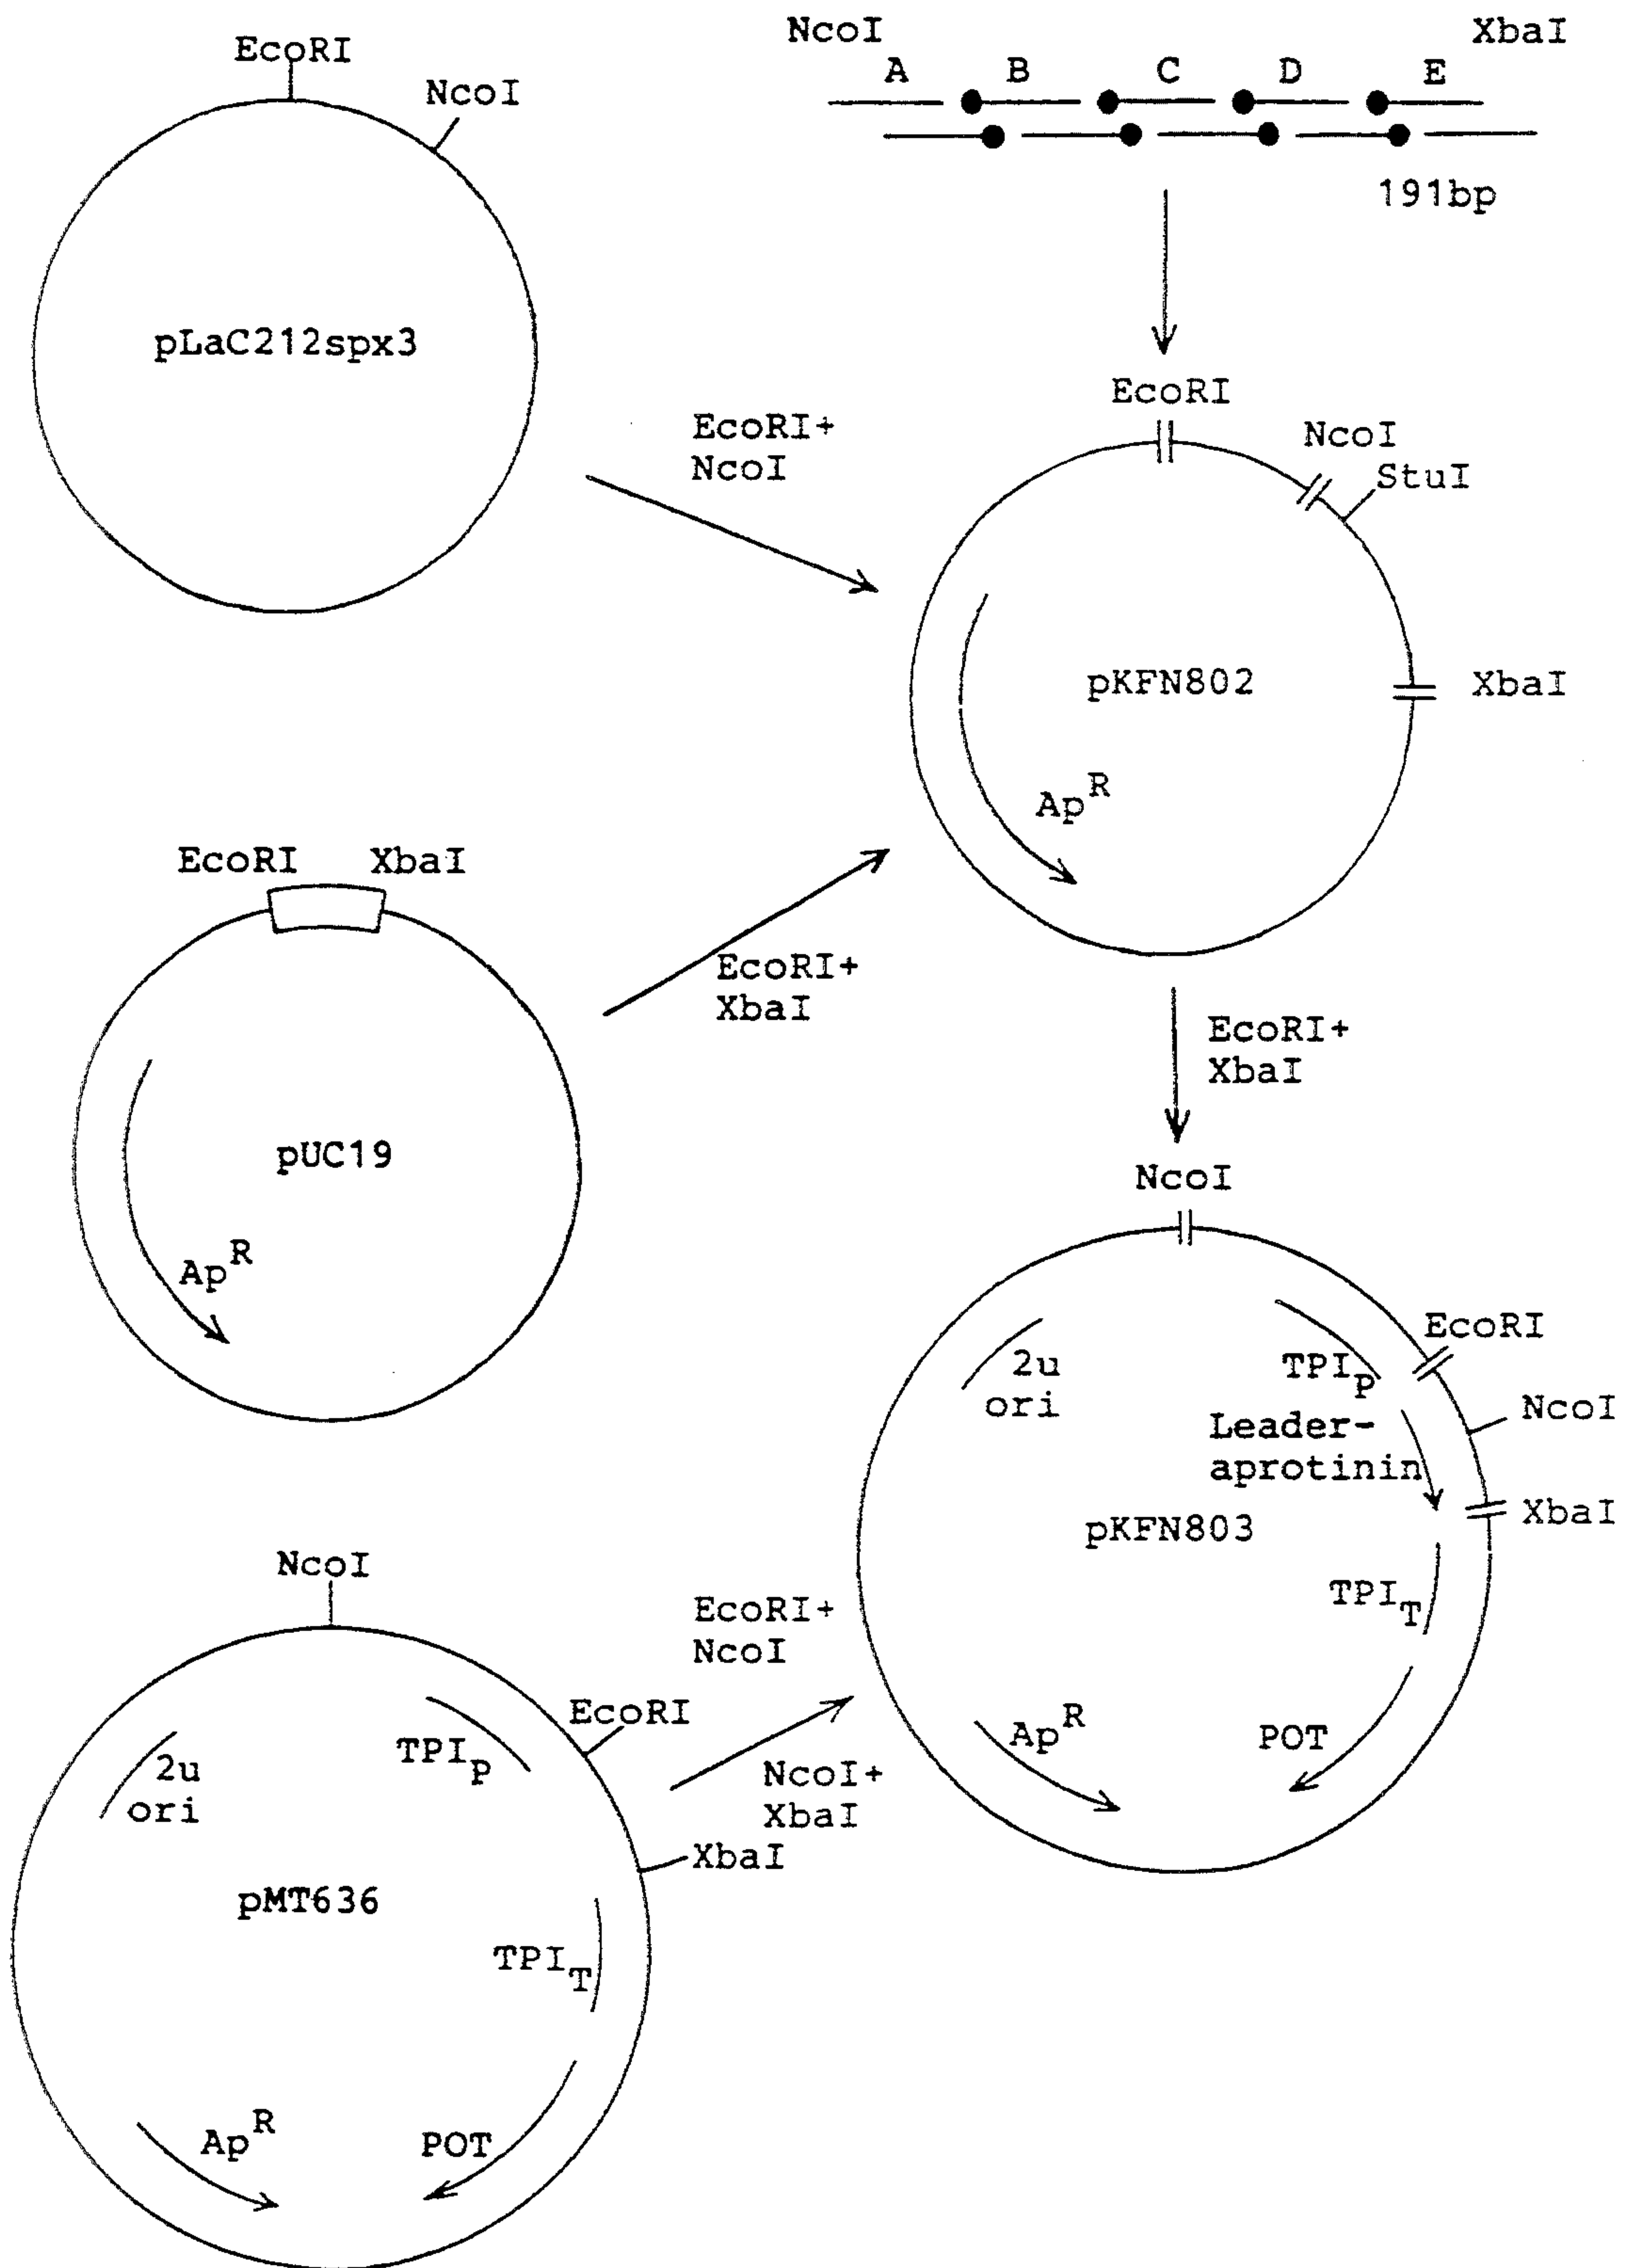 EcoRI
NcoI
pLaC212spx3
NcoI
XbaI
A B C D E
191bp
EcoRI+
NcoI
EcoRI
NcoI
StuI
XbaI
pKFN802
Ap^R
EcoRI XbaI
pUC19
Ap^R
EcoRI+
XbaI
EcoRI+
XbaI
NcoI
EcoRI
NcoI
XbaI
2u
ori
TPI_P
Leader-
aprotinin
pKFN803
TPI_T
POT
Ap^R
NcoI
EcoRI
XbaI
2u
ori
TPI_P
pMT636
TPI_T
Ap^R
POT
EcoRI+
NcoI
NcoI+
XbaI